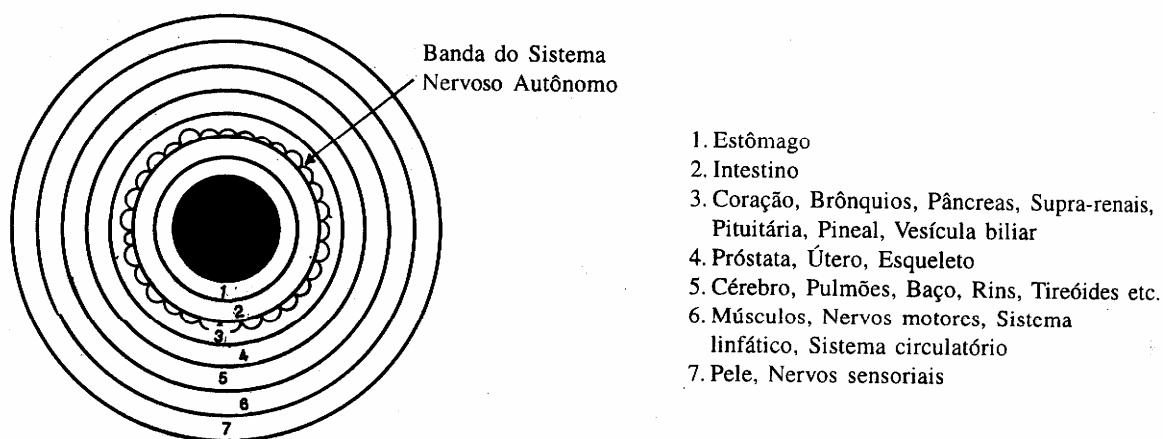 Banda do Sistema
Nervoso Autônomo
1. Estômago
2. Intestino
3. Coração, Brônquios, Pâncreas, Supra-renais,
Pituitária, Pineal, Vesícula biliar
4. Próstata, Útero, Esqueleto
5. Cérebro, Pulmões, Baço, Rins, Tireóides etc.
6. Músculos, Nervos motores, Sistema
linfático, Sistema circulatório
7. Pele, Nervos sensoriais
1
2
3
4
5
6
7